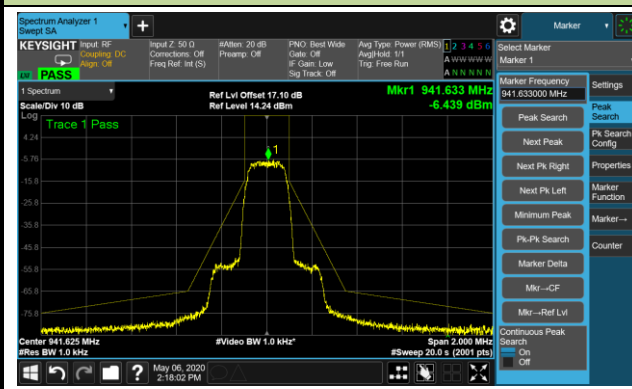 Spectrum Analyzer 1
Swept SA
Marker
KEYSIGHT
Input: RF
Coupling: DC
Align: Off
Input Z: 50 Ω
Corrections: Off
Freq Ref: Int (S)
#Atten: 20 dB
Preamp: Off
PNO: Best Wide
Gate: Off
IF Gain: Low
Sig Track: Off
Avg Type: Power (RMS)
Avg|Hold: 1/1
Trig: Free Run
1 2 3 4 5 6
A W W W W W
A N N N N N
PASS
Select Marker
Marker 1
1 Spectrum
Scale/Div 10 dB
Ref Lvl Offset 17.10 dB
Ref Level 14.24 dBm
Mkr1 941.633 MHz
-6.439 dBm
Log
Trace 1 Pass
1
4.24
-5.76
-15.8
-25.8
-35.8
-45.8
-55.8
-65.8
-75.8
Center 941.625 MHz
#Res BW 1.0 kHz
#Video BW 1.0 kHz*
Span 2.000 MHz
#Sweep 20.0 s (2001 pts)
Marker Frequency
941.633000 MHz
Peak Search
Next Peak
Next Pk Right
Next Pk Left
Minimum Peak
Pk-Pk Search
Marker Delta
Mkr→CF
Mkr→Ref Lvl
Continuous Peak
Search
On
Off
Settings
Peak
Search
Pk Search
Config
Properties
Marker
Function
Marker→
Counter
?
May 06, 2020
2:18:02 PM